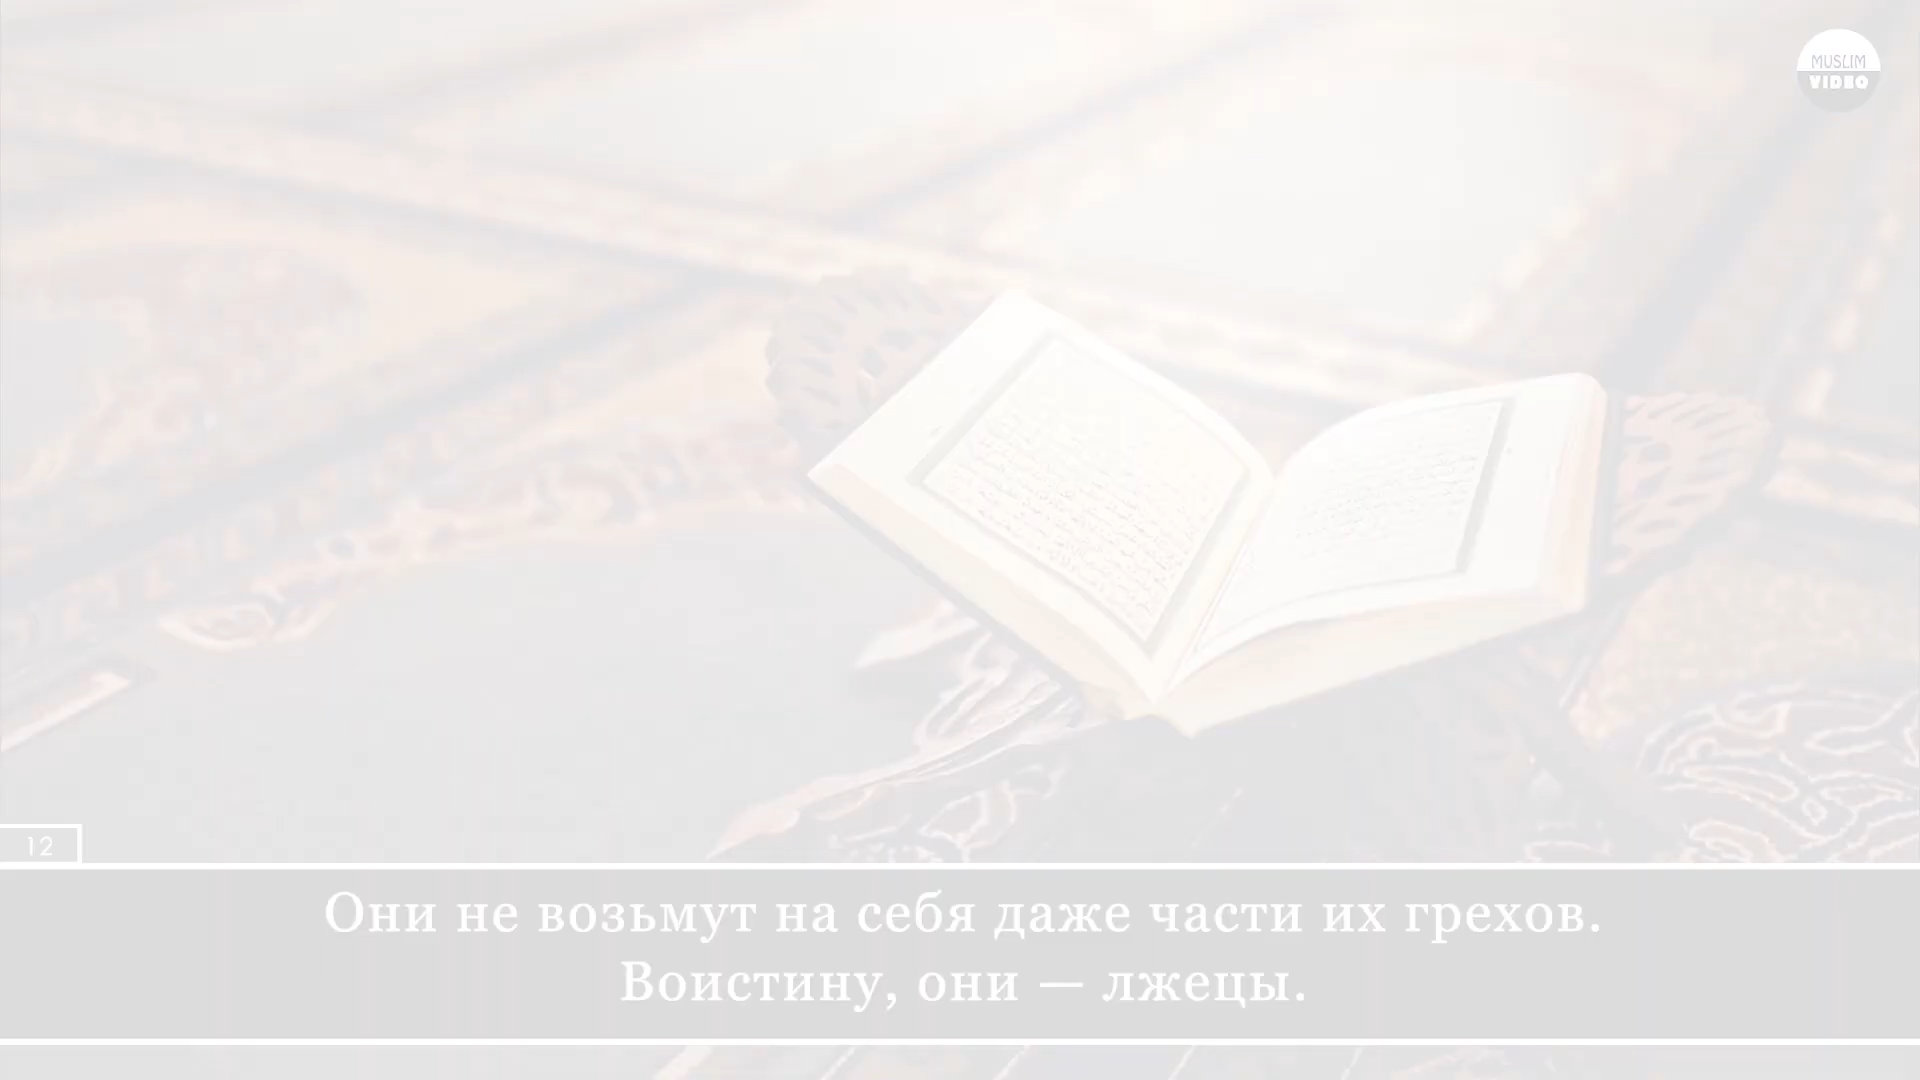 MUSLIM
VIDEO
12
Они не возьмут на себя даже части их грехов.
Воистину, они — лжецы.